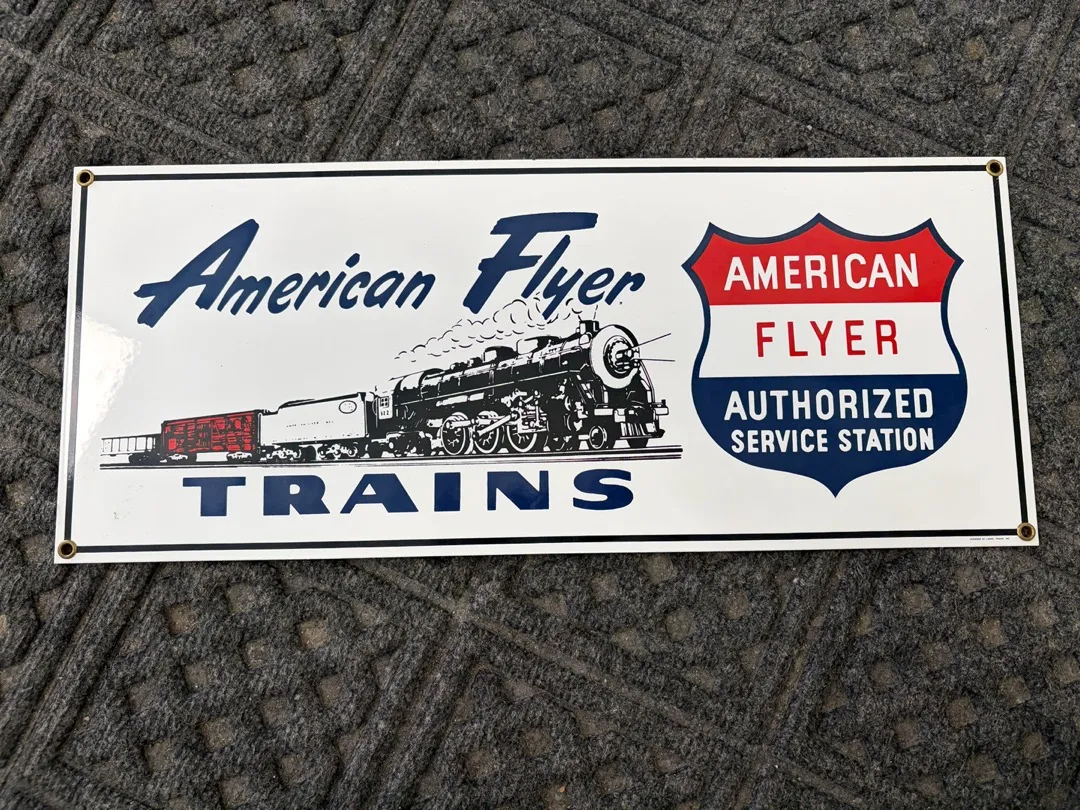 American Flyer
TRAINS
AMERICAN
FLYER
AUTHORIZED
SERVICE STATION